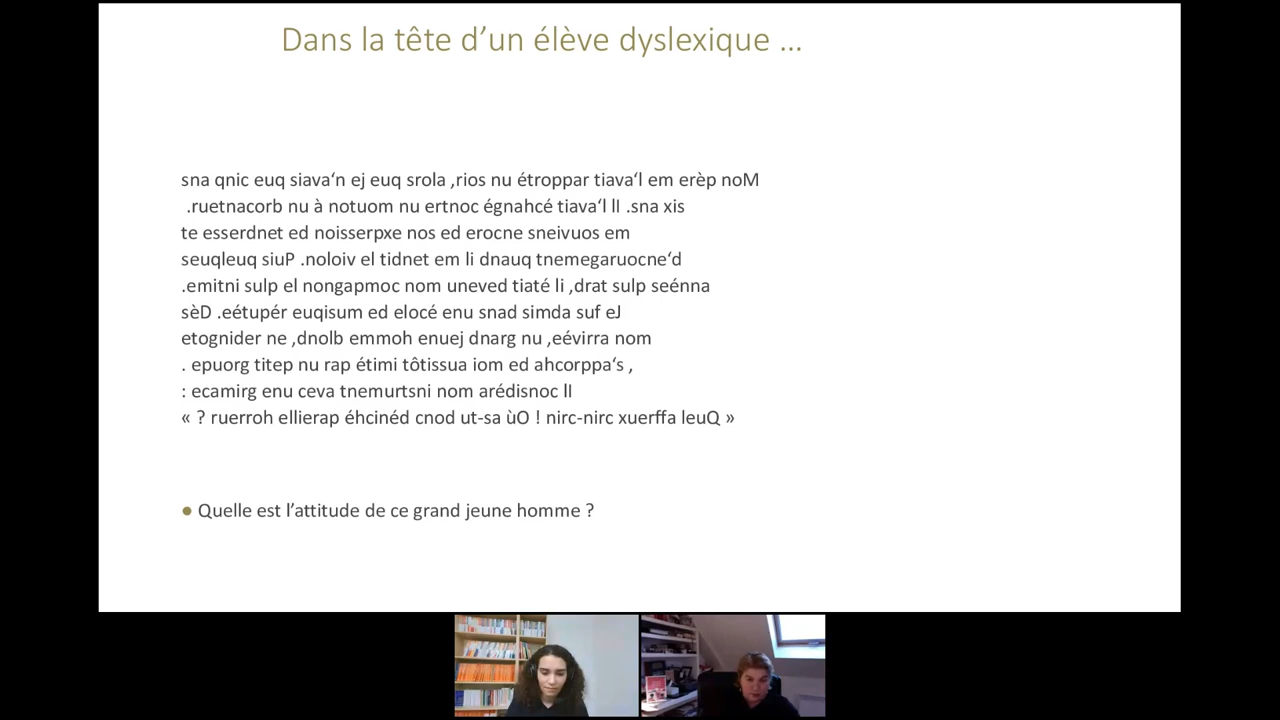 Dans la tête d’un élève dyslexique ...
sna qnic euq siava‘n ej euq srola ,rios nu étroppar tiava‘l em erèp noM
.ruetnacorb nu à notuom nu ertnoc égnahcé tiava‘l lI .sna xis
te esserdnet ed noisserpxe nos ed erocne sneivuos em
seuqleuq siuP .noloiv el tidnet em li dnauq tnemegaruocne‘d
.emitni sulp el nongapmoc nom uneved tiaté li ,drat sulp seénna
sèD .eétupér euqisum ed elocé enu snad simda suf eJ
etognider ne ,dnolb emmoh enuej dnarg nu ,eévirra nom
. epuorg titep nu rap étimi tôtissua iom ed ahcorppa‘s ,
: ecamirg enu ceva tnemurtsni nom arédisnoc lI
« ? ruerroh ellierap éhcinéd cnod ut-sa ùO ! nirc-nirc xuerffa leuQ »
● Quelle est l’attitude de ce grand jeune homme ?